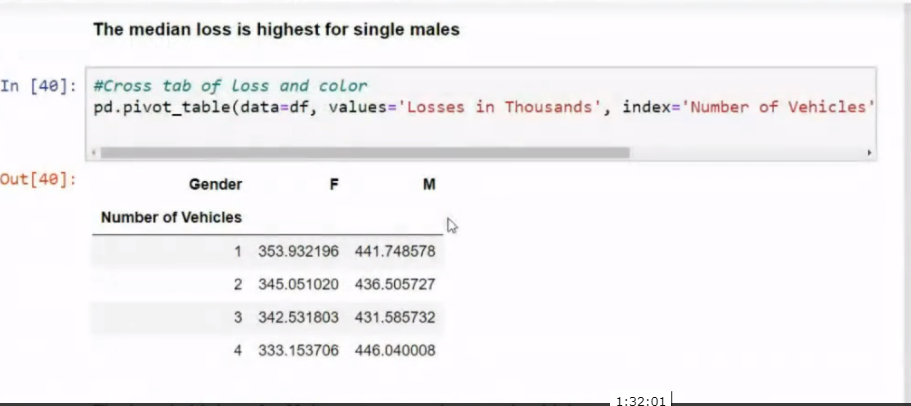 The median loss is highest for single males
In [40]: #Cross tab of loss and color
pd.pivot_table(data=df, values='Losses in Thousands', index='Number of Vehicles'
Out[40]:
Gender F M
Number of Vehicles
1 353.932196 441.748578
2 345.051020 436.505727
3 342.531803 431.585732
4 333.153706 446.040008
1:32:01